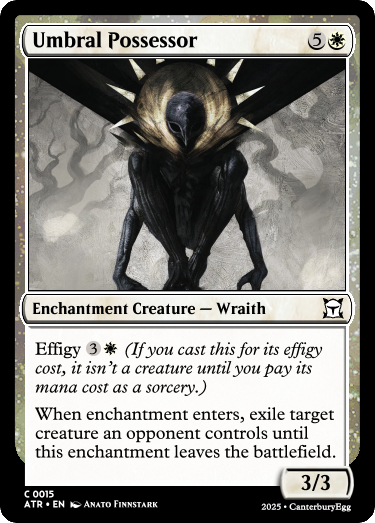 Umbral Possessor 5
Enchantment Creature — Wraith
Effigy 3 (If you cast this for its effigy
cost, it isn't a creature until you pay its
mana cost as a sorcery.)
When enchantment enters, exile target
creature an opponent controls until
this enchantment leaves the battlefield.
3/3
C 0015
ATR • EN Anato Finnstark
2025 • CanterburyEgg